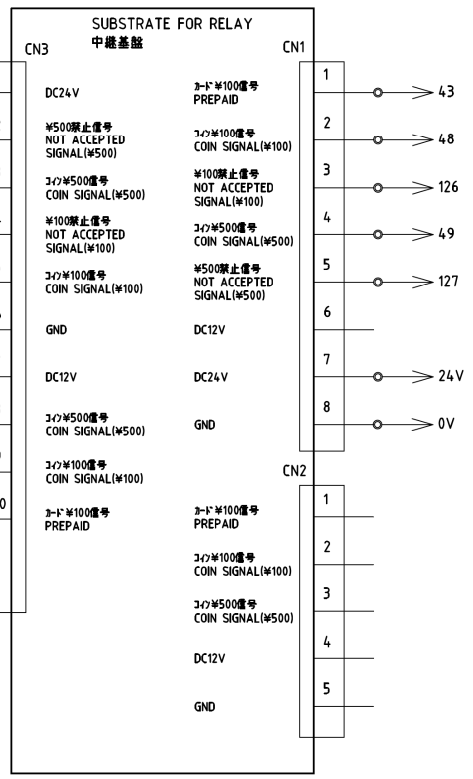 SUBSTRATE FOR RELAY
中継基盤
CN3
DC24V
¥500禁止信号
NOT ACCEPTED
SIGNAL(¥500)
ｺｲﾝ¥500信号
COIN SIGNAL(¥500)
¥100禁止信号
NOT ACCEPTED
SIGNAL(¥100)
ｺｲﾝ¥100信号
COIN SIGNAL(¥100)
GND
DC12V
ｺｲﾝ¥500信号
COIN SIGNAL(¥500)
ｺｲﾝ¥100信号
COIN SIGNAL(¥100)
0
ｶｰﾄﾞ¥100信号
PREPAID
CN1
ｶｰﾄﾞ¥100信号
PREPAID
1
43
ｺｲﾝ¥100信号
COIN SIGNAL(¥100)
2
48
¥100禁止信号
NOT ACCEPTED
SIGNAL(¥100)
3
126
ｺｲﾝ¥500信号
COIN SIGNAL(¥500)
4
49
¥500禁止信号
NOT ACCEPTED
SIGNAL(¥500)
5
127
DC12V
6
DC24V
7
24V
GND
8
0V
CN2
ｶｰﾄﾞ¥100信号
PREPAID
1
ｺｲﾝ¥100信号
COIN SIGNAL(¥100)
2
ｺｲﾝ¥500信号
COIN SIGNAL(¥500)
3
DC12V
4
GND
5